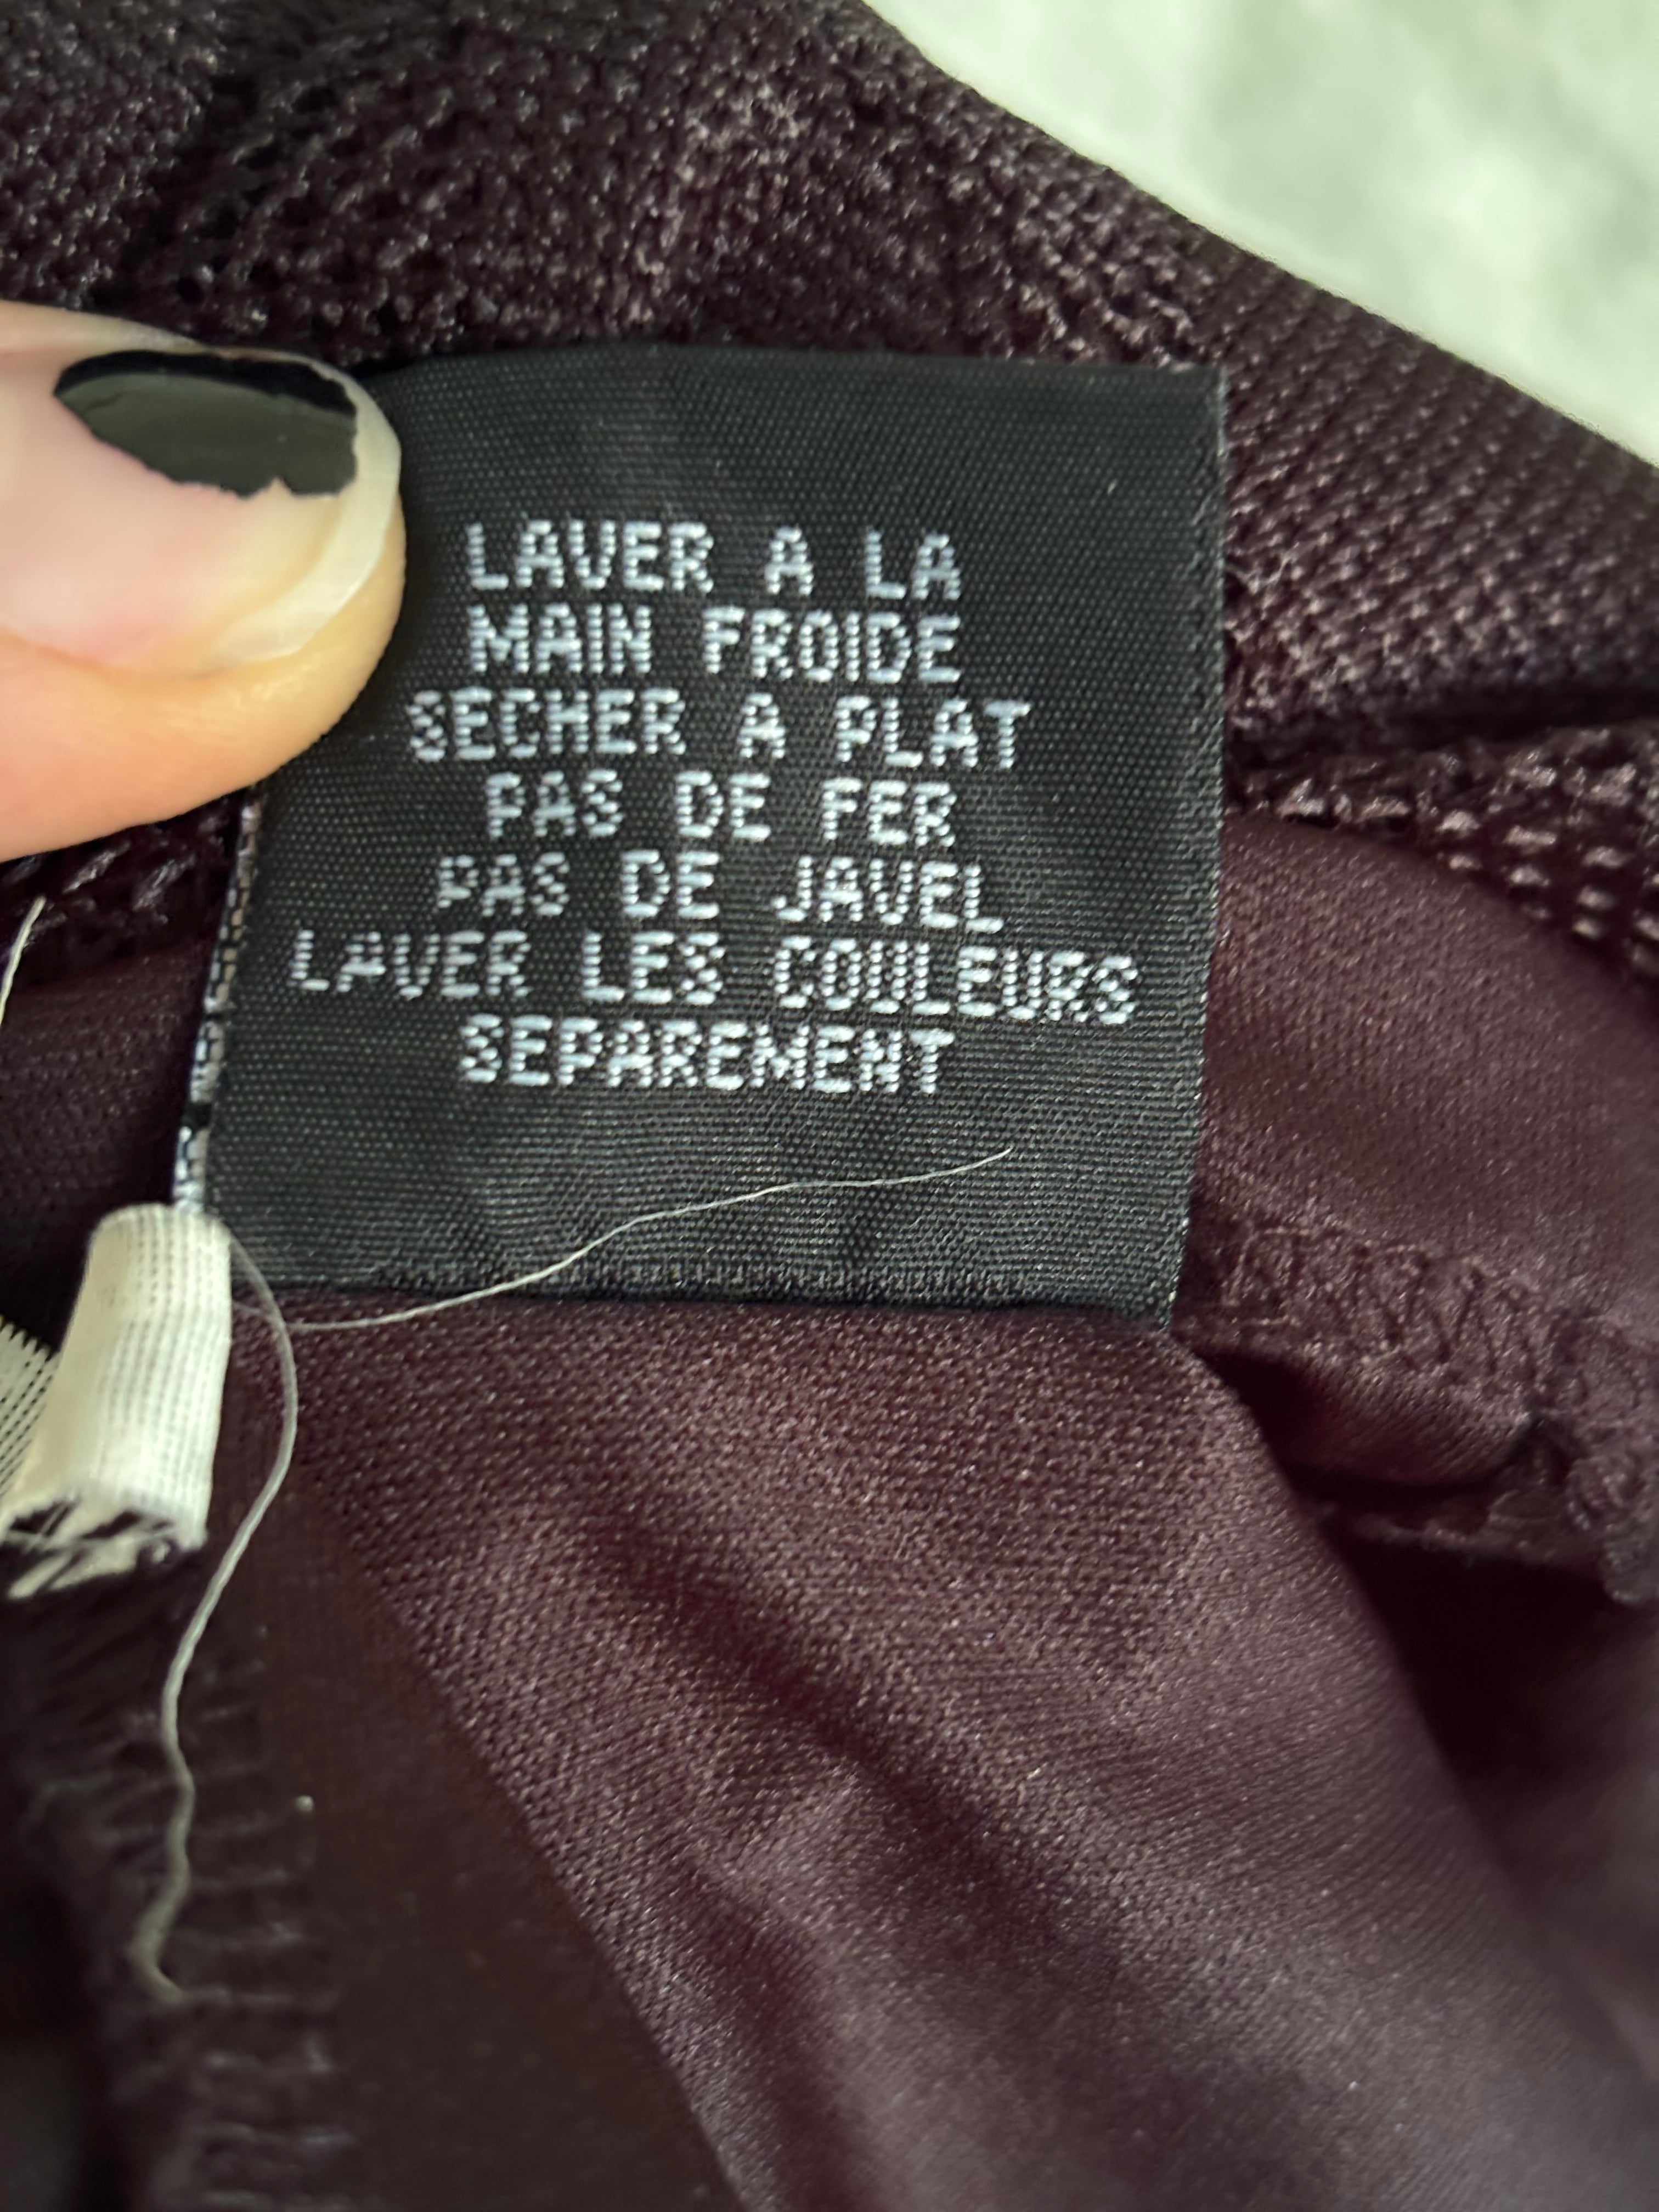 LAVER A LA
MAIN FROIDE
SECHER A PLAT
PAS DE FER
PAS DE JAVEL
LAVER LES COULEURS
SEPAREMENT